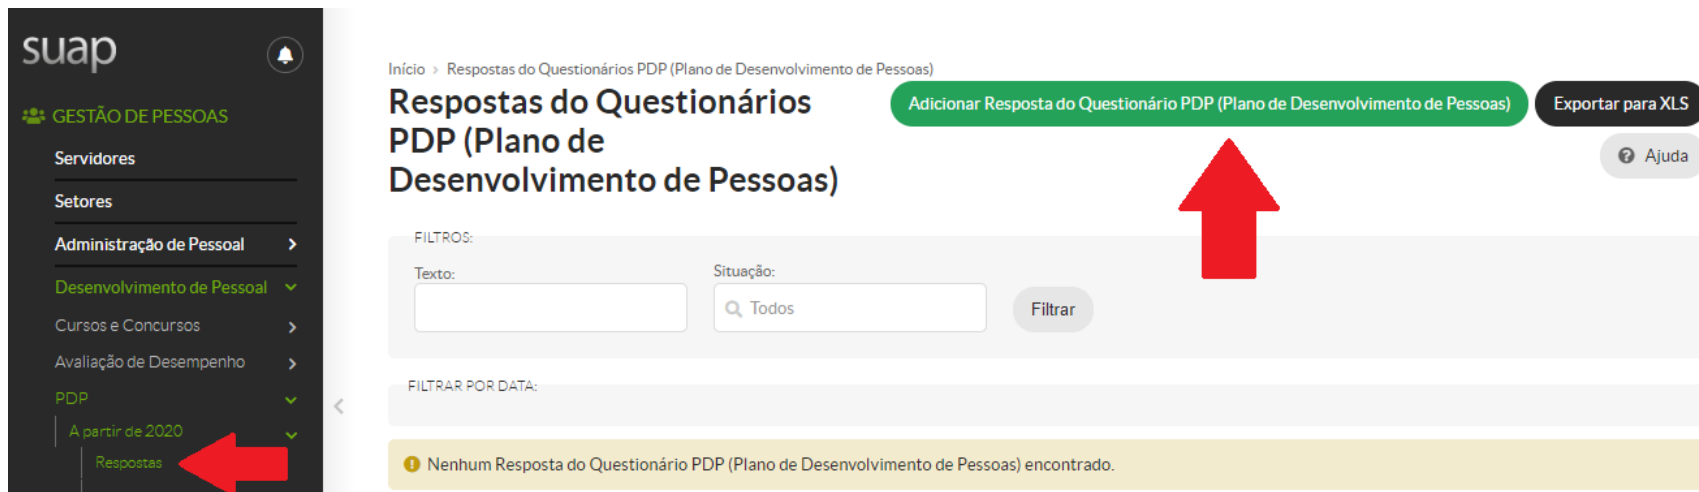 suap
GESTÃO DE PESSOAS
Servidores
Setores
Administração de Pessoal
Desenvolvimento de Pessoal
Cursos e Concursos
Avaliação de Desempenho
PDP
A partir de 2020
Respostas
Início > Respostas do Questionários PDP (Plano de Desenvolvimento de Pessoas)
Respostas do Questionários
PDP (Plano de
Desenvolvimento de Pessoas)
Adicionar Resposta do Questionário PDP (Plano de Desenvolvimento de Pessoas)
Exportar para XLS
Ajuda
FILTROS:
Texto:
Situação:
Todos
Filtrar
FILTRAR POR DATA:
Nenhum Resposta do Questionário PDP (Plano de Desenvolvimento de Pessoas) encontrado.